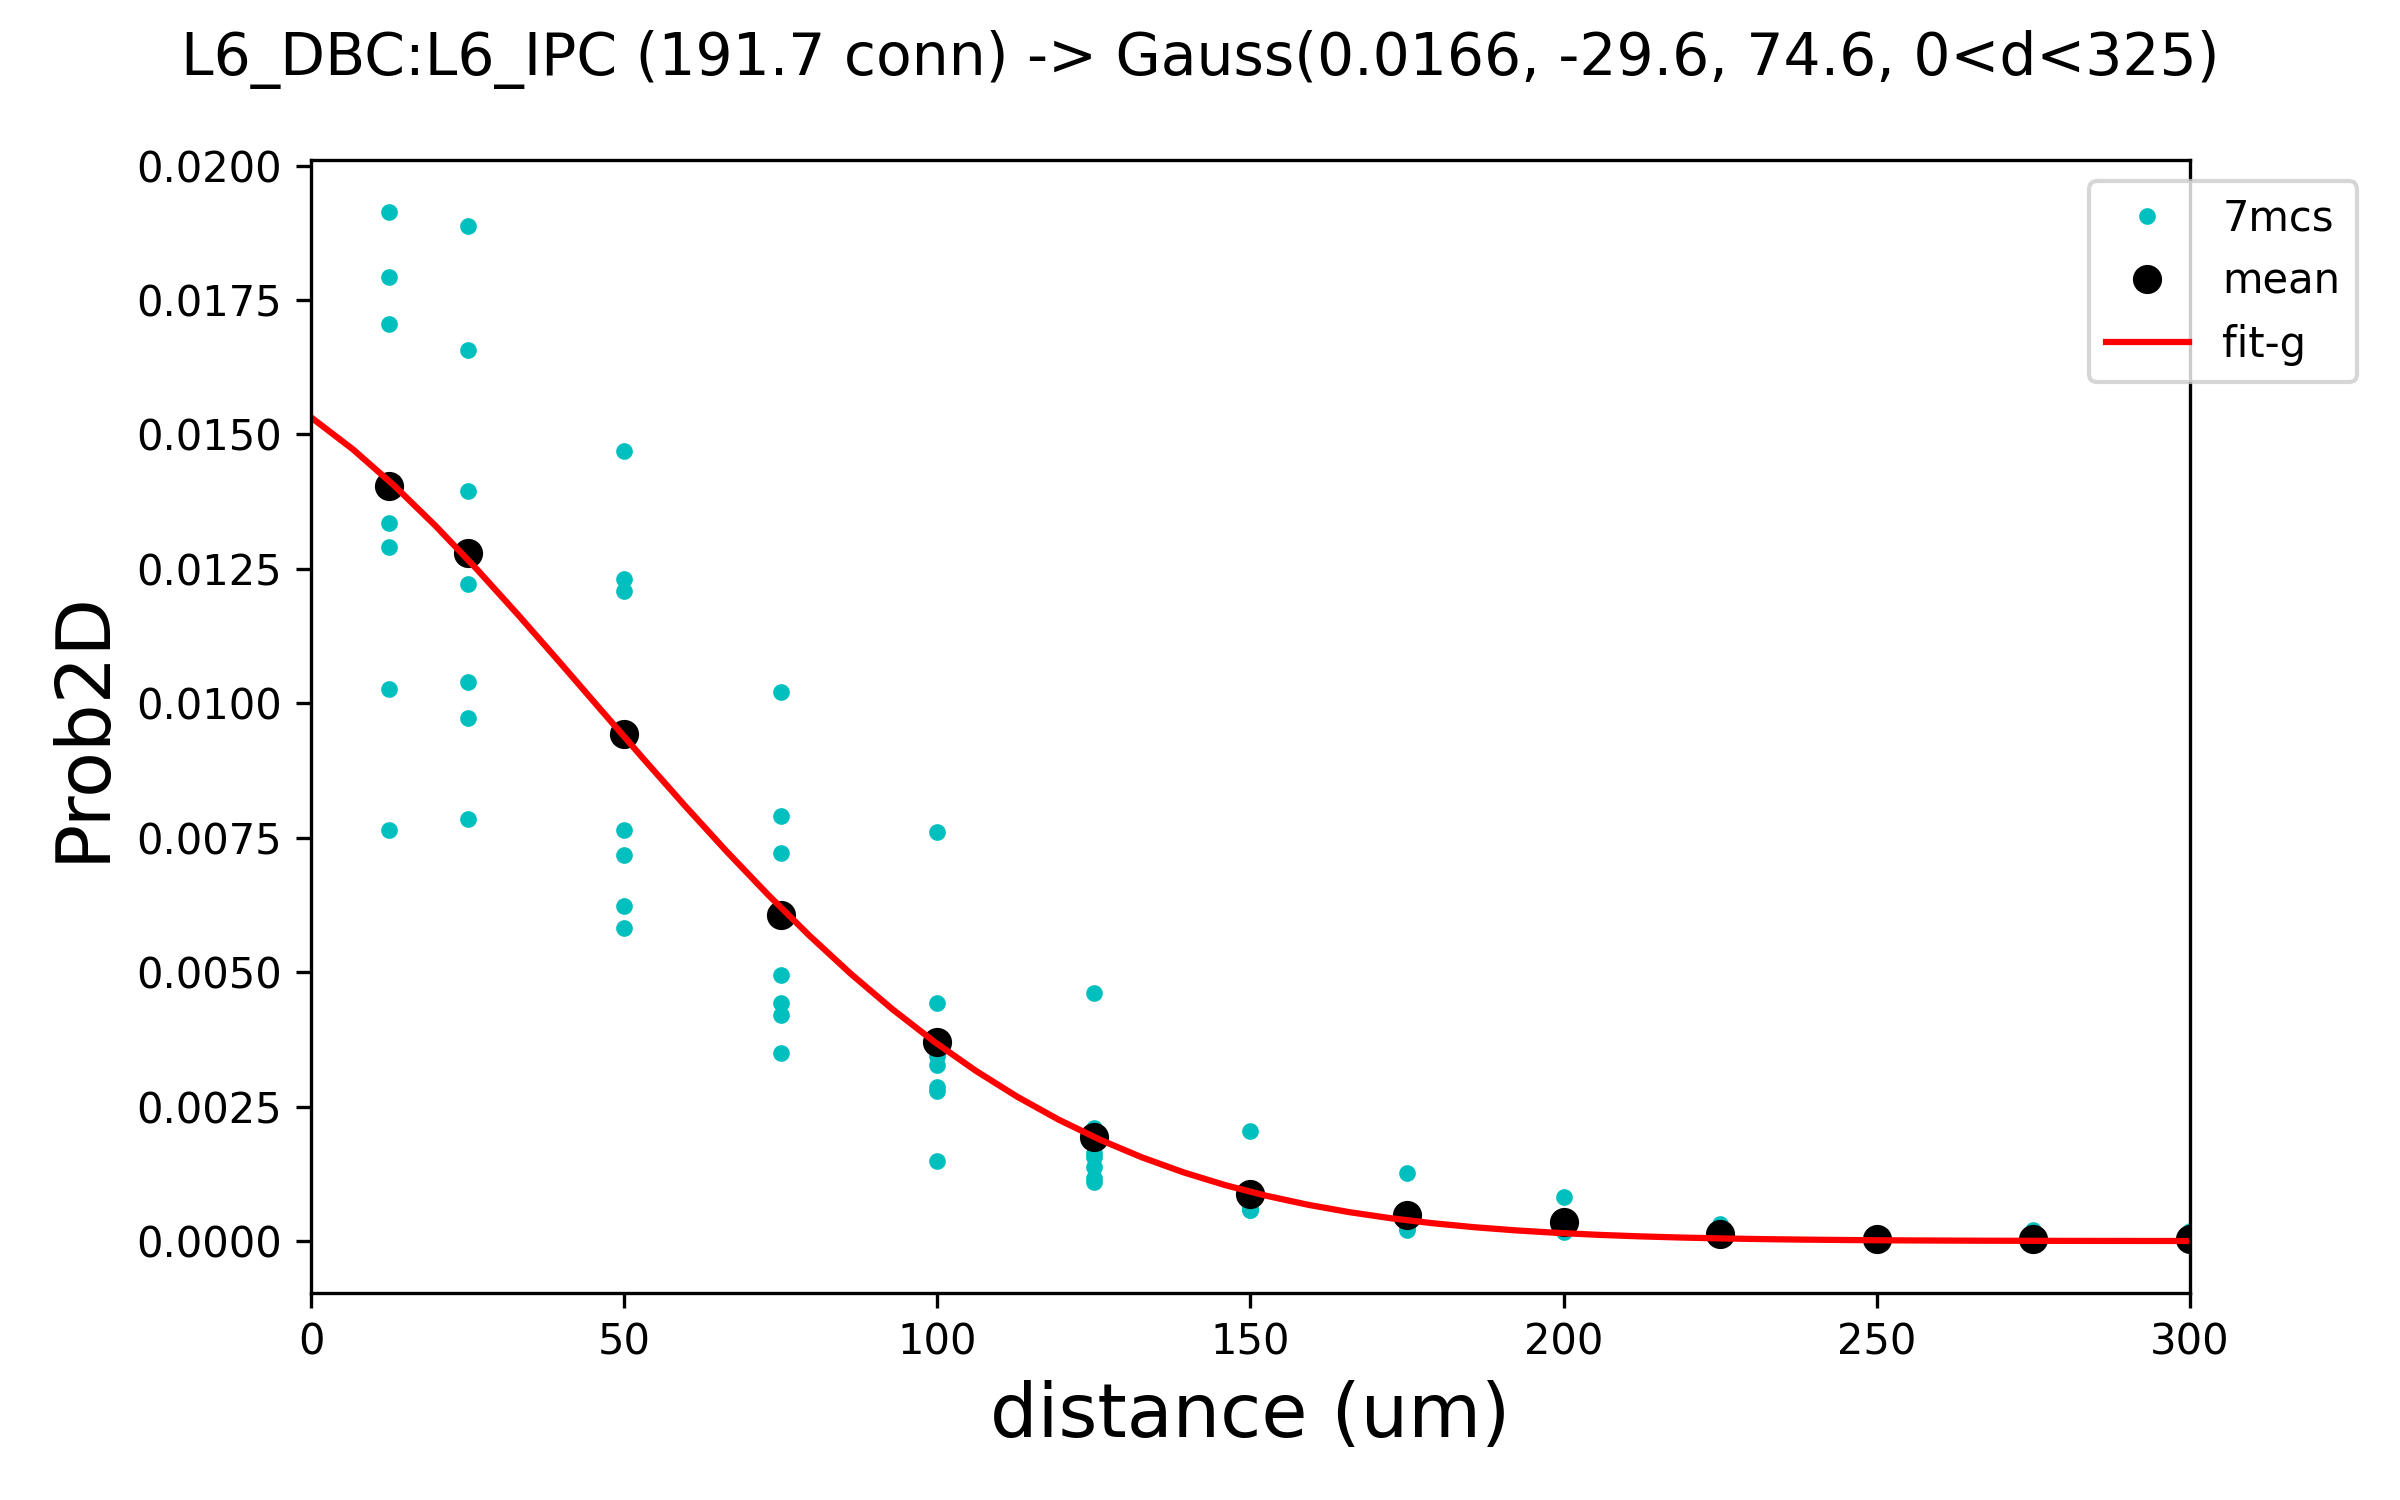 L6_DBC:L6_IPC (191.7 conn) -> Gauss(0.0166, -29.6, 74.6, 0<d<325)
0.0200
0.0175
0.0150
0.0125
0.0100
0.0075
0.0050
0.0025
0.0000
Prob2D
7mcs
mean
fit-g
0 50 100 150 200 250 300
distance (um)